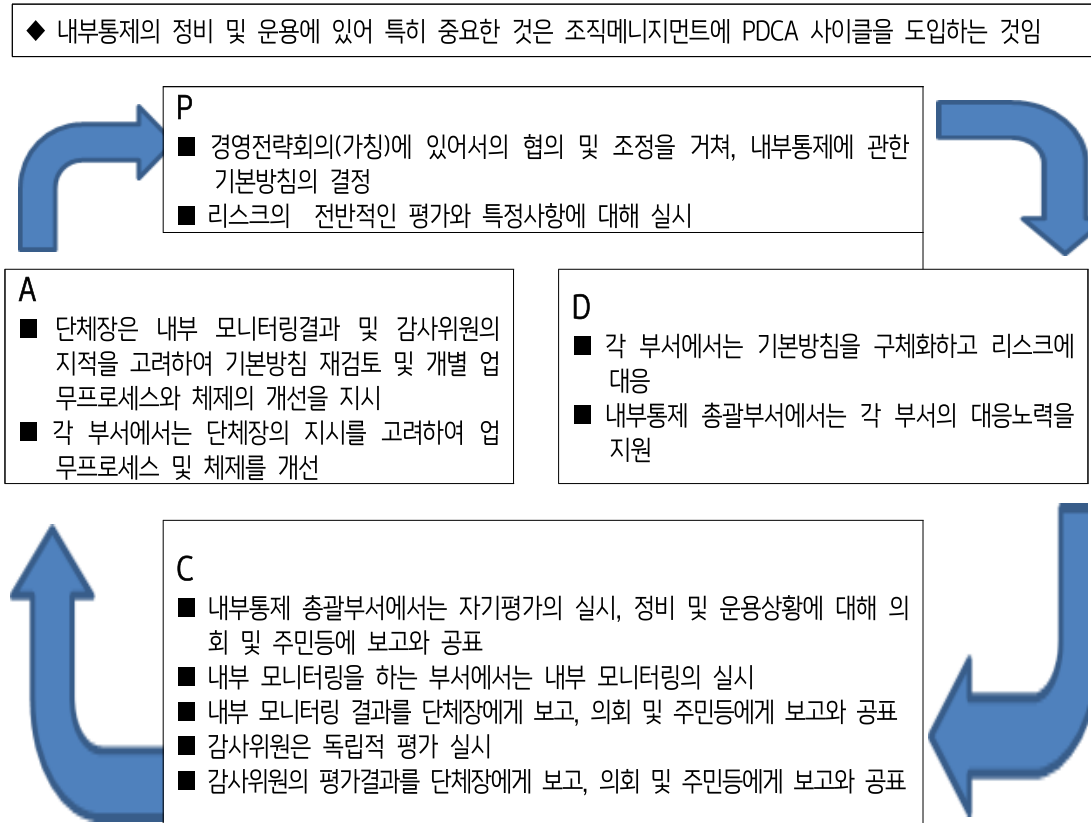 ◆ 내부통제의 정비 및 운용에 있어 특히 중요한 것은 조직메니지먼트에 PDCA 사이클을 도입하는 것임
P
■ 경영전략회의(가칭)에 있어서의 협의 및 조정을 거쳐, 내부통제에 관한
기본방침의 결정
■ 리스크의 전반적인 평가와 특정사항에 대해 실시
A
■ 단체장은 내부 모니터링결과 및 감사위원의
지적을 고려하여 기본방침 재검토 및 개별 업
무프로세스와 체제의 개선을 지시
■ 각 부서에서는 단체장의 지시를 고려하여 업
무프로세스 및 체제를 개선
D
■ 각 부서에서는 기본방침을 구체화하고 리스크에
대응
■ 내부통제 총괄부서에서는 각 부서의 대응노력을
지원
C
■ 내부통제 총괄부서에서는 자기평가의 실시, 정비 및 운용상황에 대해 의
회 및 주민등에 보고와 공표
■ 내부 모니터링을 하는 부서에서는 내부 모니터링의 실시
■ 내부 모니터링 결과를 단체장에게 보고, 의회 및 주민등에게 보고와 공표
■ 감사위원은 독립적 평가 실시
■ 감사위원의 평가결과를 단체장에게 보고, 의회 및 주민등에게 보고와 공표